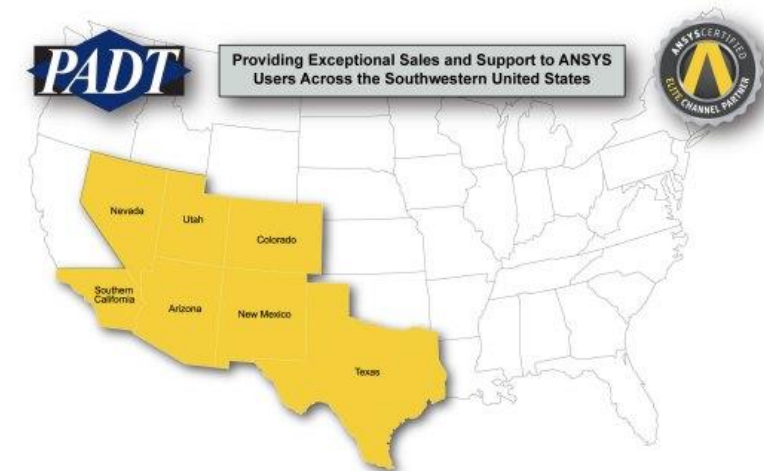 PADT
Providing Exceptional Sales and Support to ANSYS
Users Across the Southwestern United States
ANSYS CERTIFIED
ELITE CHANNEL PARTNER
Nevada
Utah
Colorado
Southern
California
Arizona
New Mexico
Texas